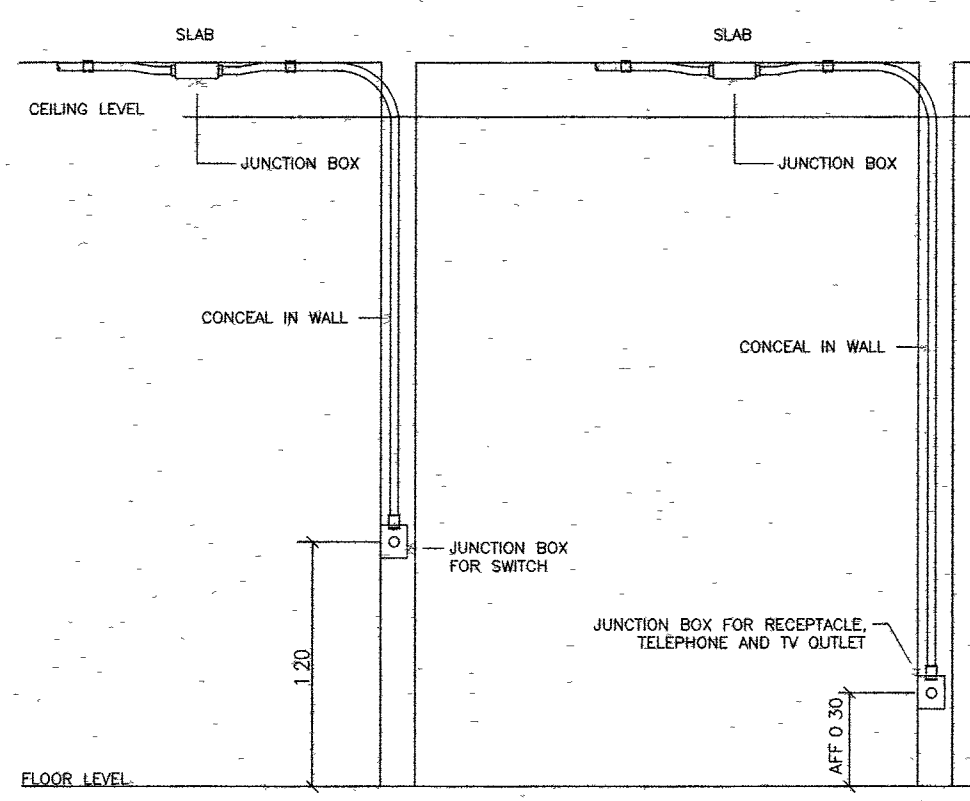 SLAB
SLAB
CEILING LEVEL
JUNCTION BOX
JUNCTION BOX
CONCEAL IN WALL
CONCEAL IN WALL
JUNCTION BOX
FOR SWITCH
JUNCTION BOX FOR RECEPTACLE,
TELEPHONE AND TV OUTLET
1 20
AFF 0 30
FLOOR LEVEL